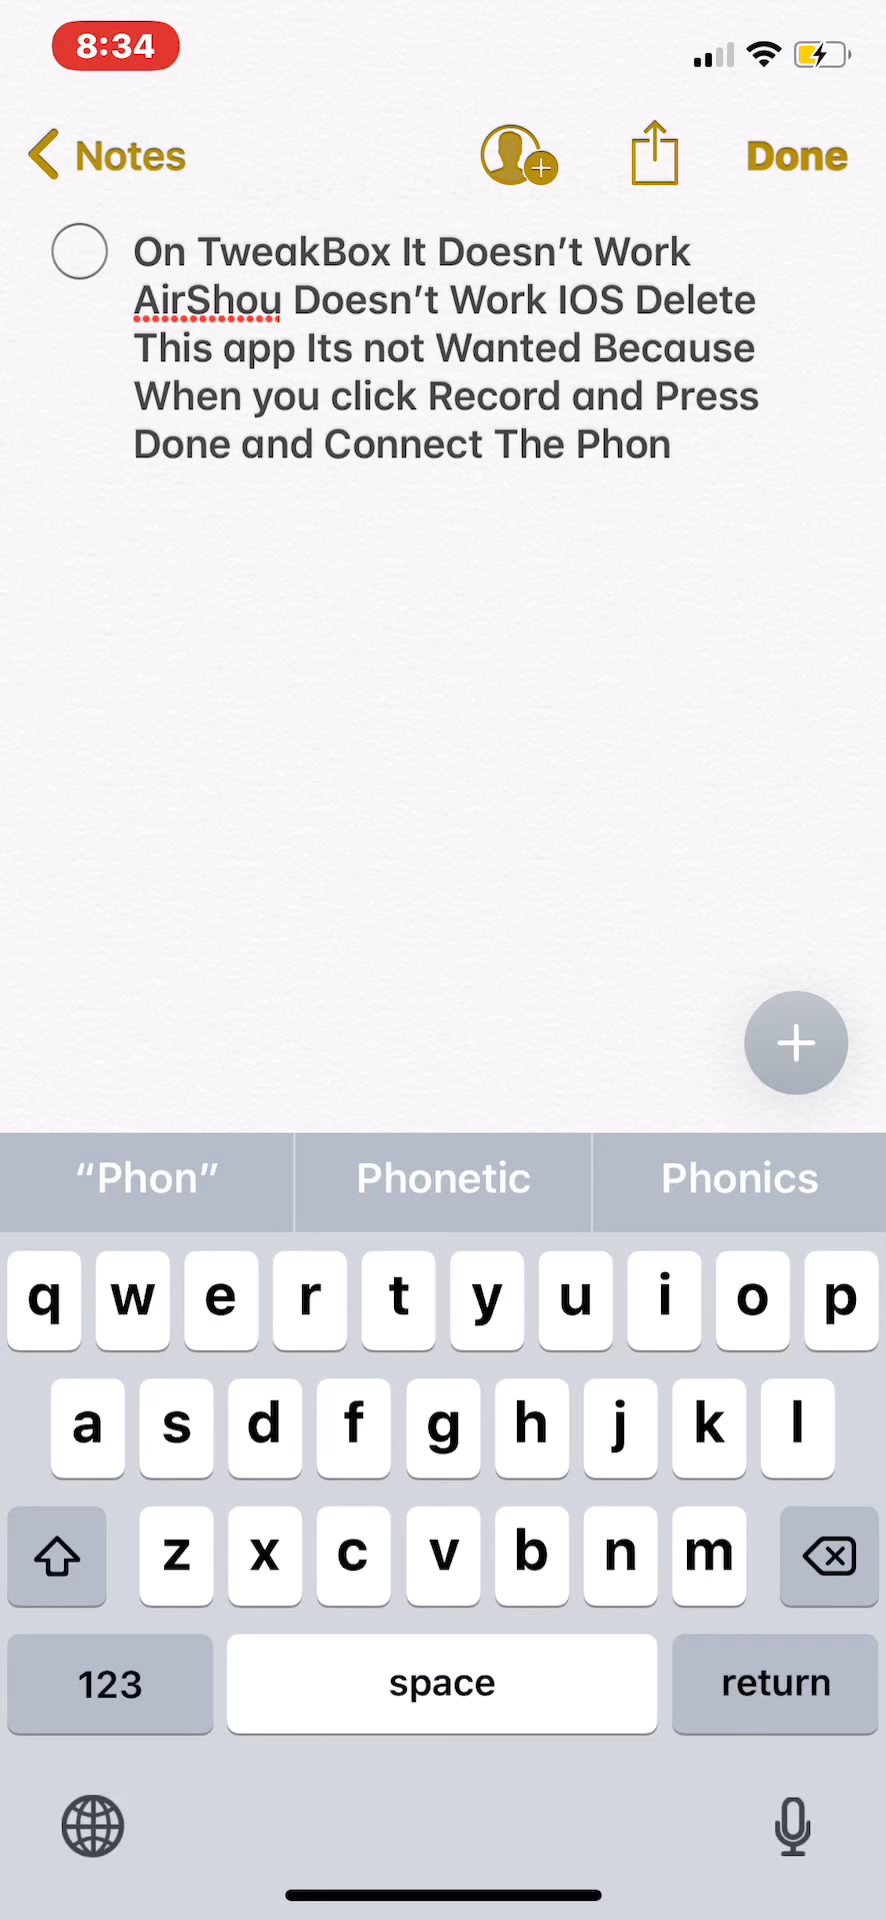 8:34
Notes
Done
On TweakBox It Doesn’t Work
AirShou Doesn’t Work IOS Delete
This app Its not Wanted Because
When you click Record and Press
Done and Connect The Phon
“Phon” Phonetic Phonics
q w e r t y u i o p
a s d f g h j k l
z x c v b n m
123 space return